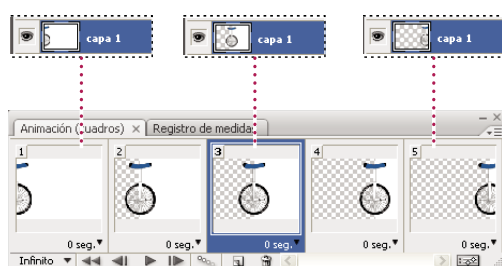 capa 1
capa 1
capa 1
Animación (cuadros) × Registro de medidas
1 2 3 4 5
0 seg. 0 seg. 0 seg. 0 seg. 0 seg.
Infinito